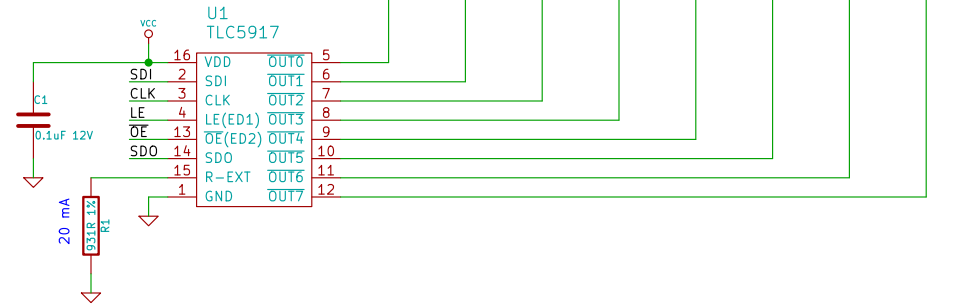 U1
TLC5917
VCC
16 VDD OUT0 5
SDI 2 SDI OUT1 6
CLK 3 CLK OUT2 7
LE 4 LE(ED1) OUT3 8
OE 13 OE(ED2) OUT4 9
SDO 14 SDO OUT5 10
15 R-EXT OUT6 11
1 GND OUT7 12
C1
0.1uF 12V
20 mA
931R 1%
R1